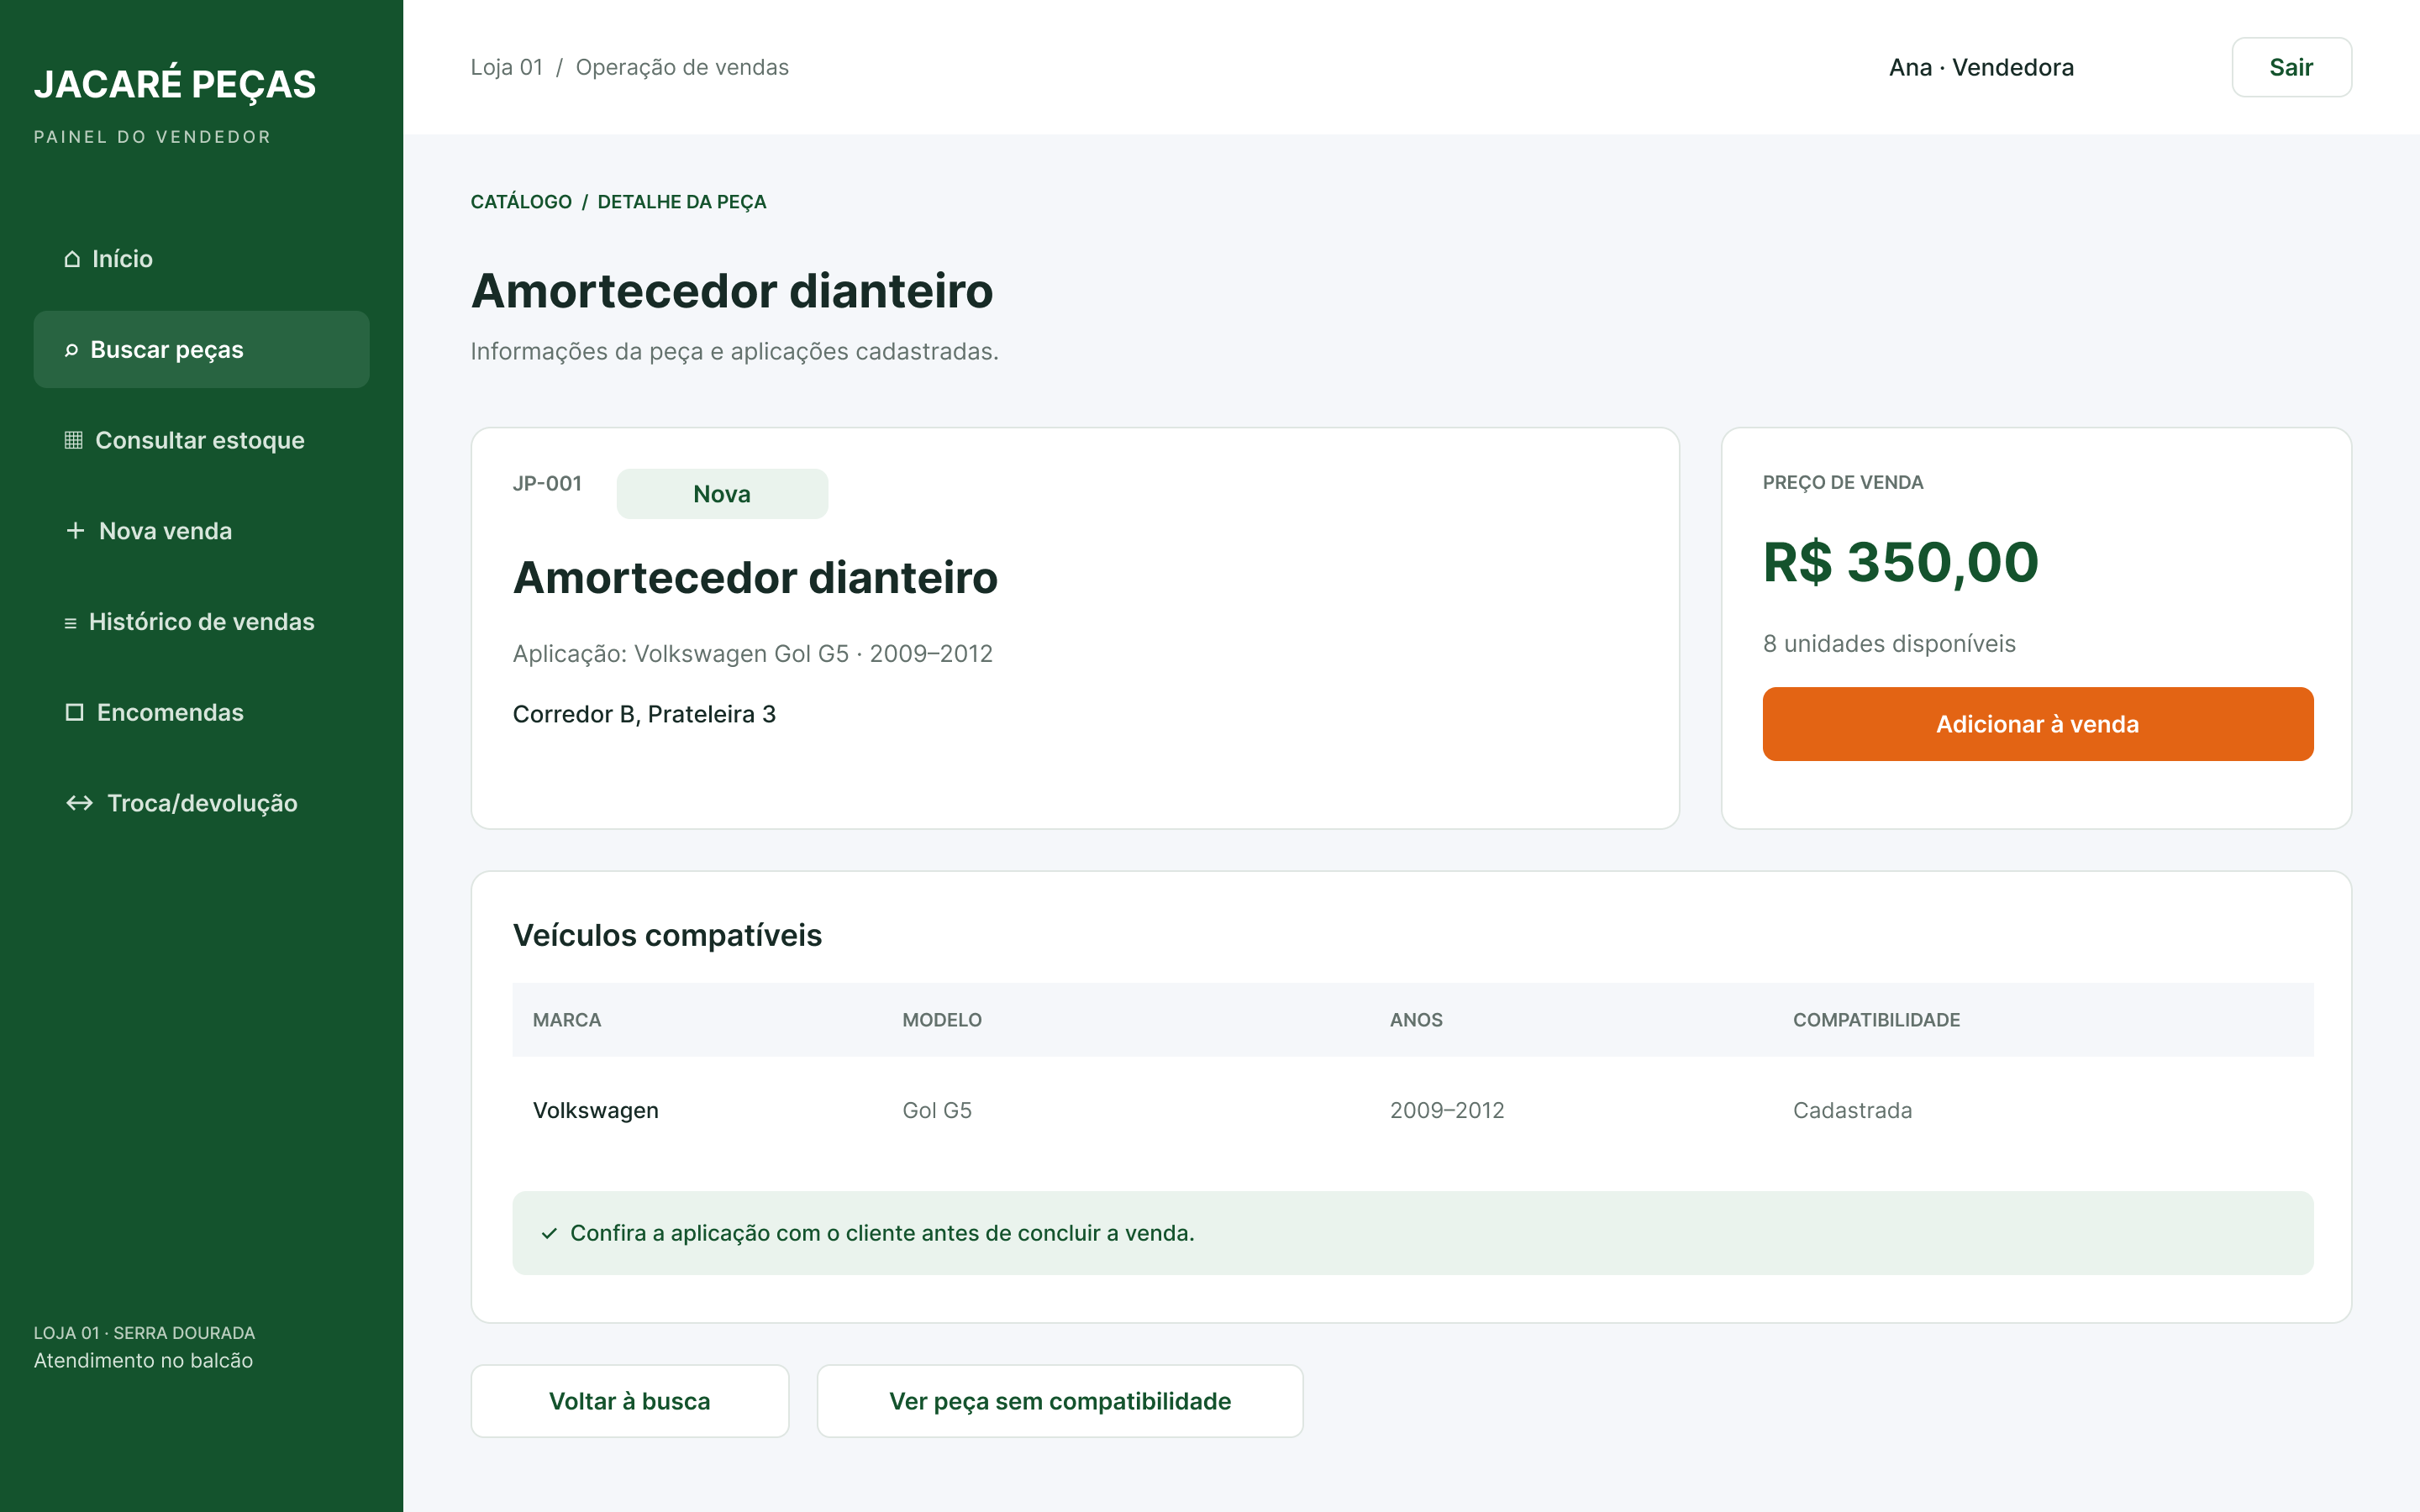 JACARÉ PEÇAS
PAINEL DO VENDEDOR
Início
Buscar peças
Consultar estoque
Nova venda
Histórico de vendas
Encomendas
Troca/devolução
LOJA 01 · SERRA DOURADA
Atendimento no balcão
Loja 01 / Operação de vendas
Ana · Vendedora
Sair
CATÁLOGO / DETALHE DA PEÇA
Amortecedor dianteiro
Informações da peça e aplicações cadastradas.
JP-001 Nova
Amortecedor dianteiro
Aplicação: Volkswagen Gol G5 · 2009–2012
Corredor B, Prateleira 3
PREÇO DE VENDA
R$ 350,00
8 unidades disponíveis
Adicionar à venda
Veículos compatíveis
MARCA MODELO ANOS COMPATIBILIDADE
Volkswagen Gol G5 2009–2012 Cadastrada
✓ Confira a aplicação com o cliente antes de concluir a venda.
Voltar à busca
Ver peça sem compatibilidade